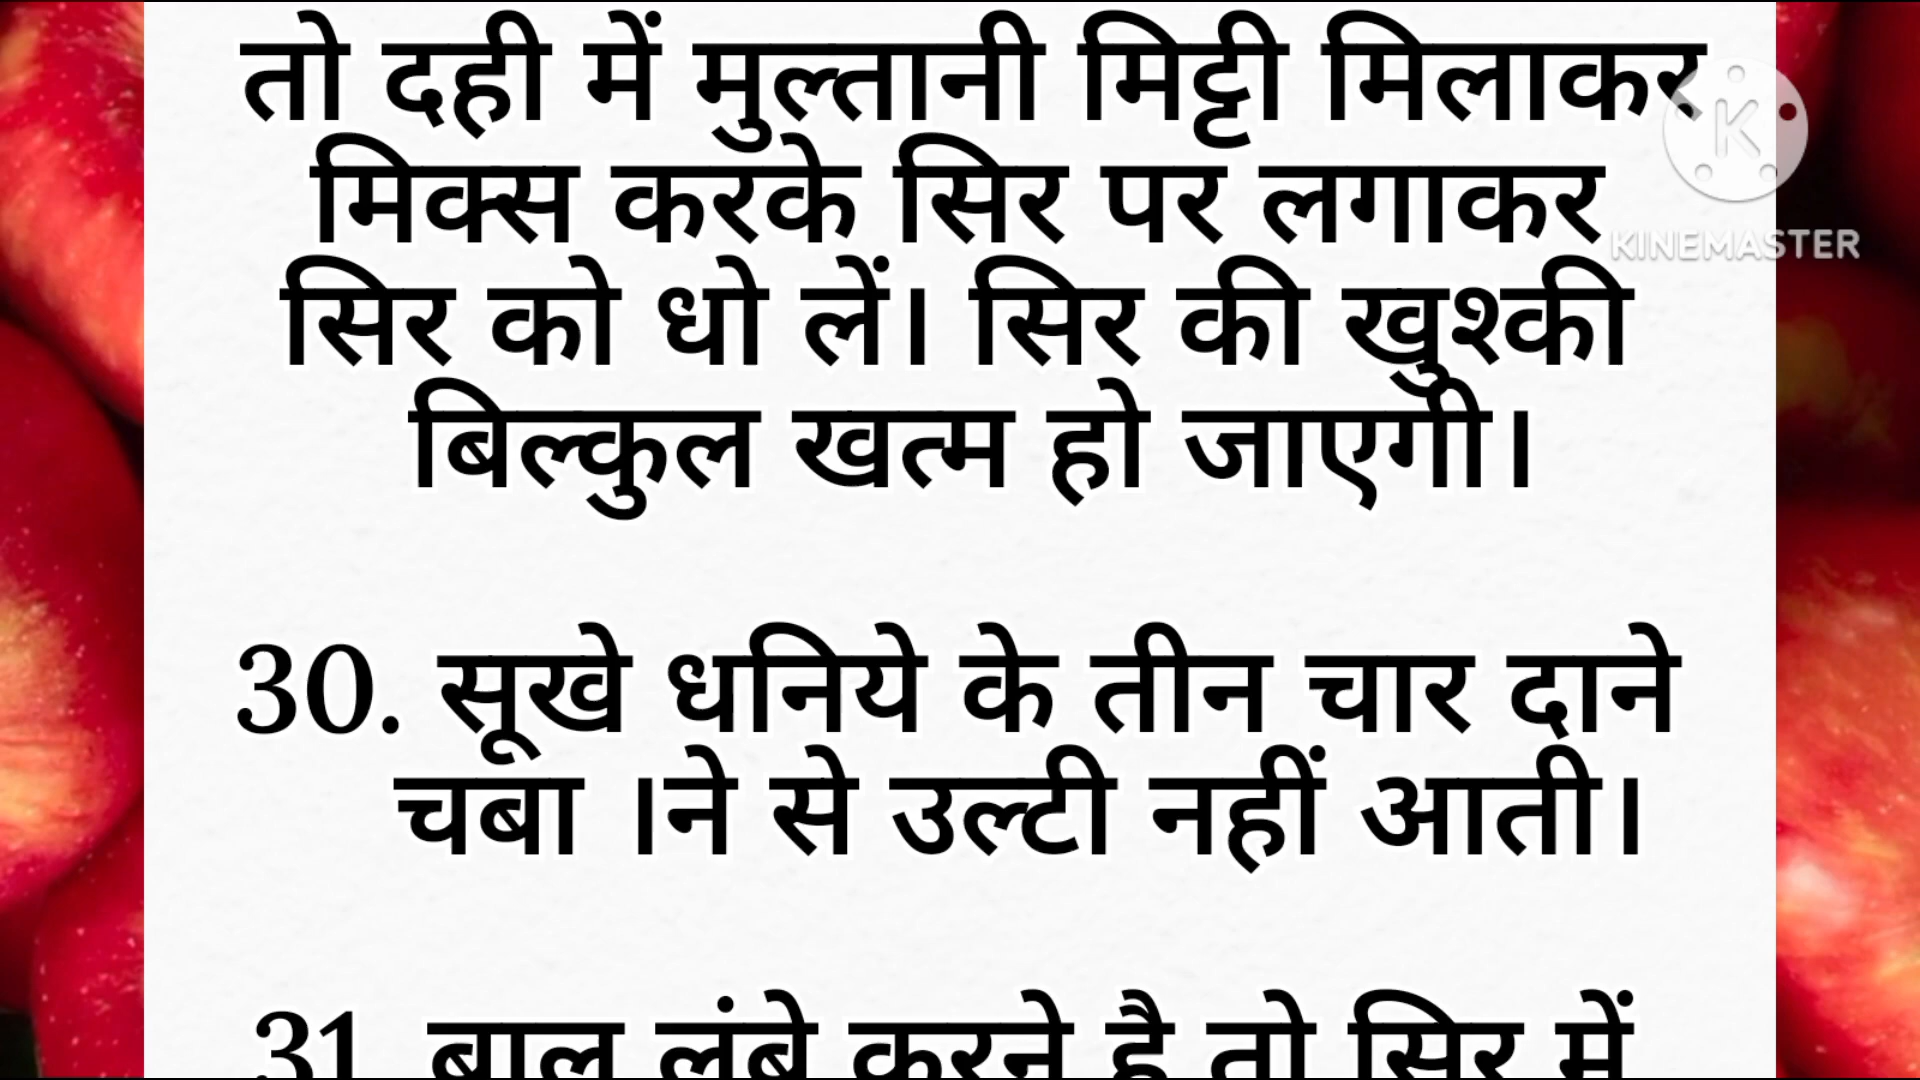 तो दही में मुल्तानी मिट्टी मिलाकर
मिक्स करके सिर पर लगाकर
सिर को धो लें। सिर की खुश्की
बिल्कुल खत्म हो जाएगी।
30. सूखे धनिये के तीन चार दाने
चबा ।ने से उल्टी नहीं आती।
31. बाल लंबे करने है तो सिर में
K
KINEMASTER